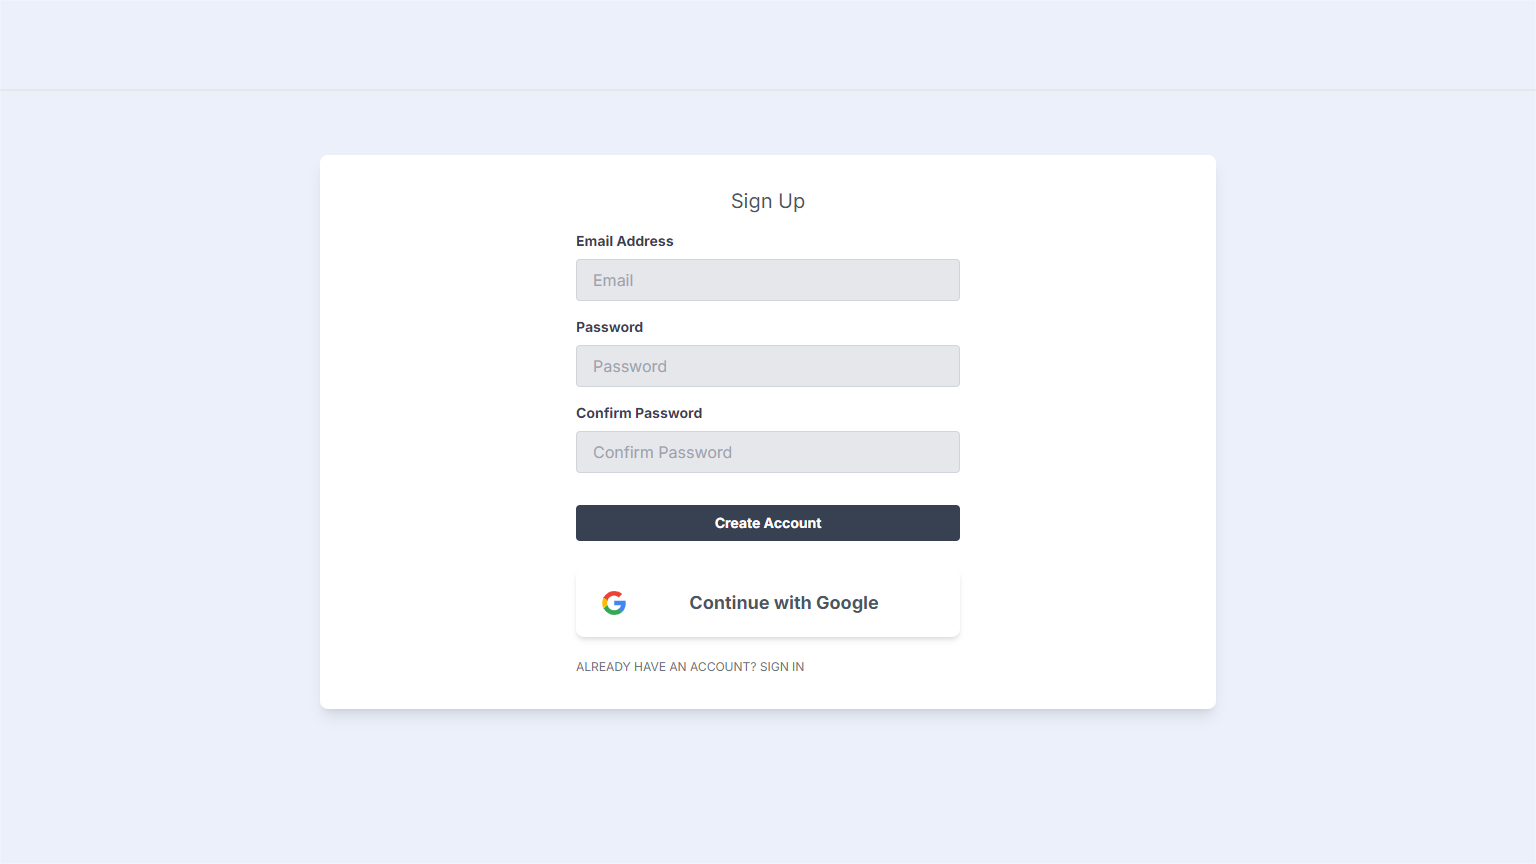 Sign Up
Email Address
Email
Password
Password
Confirm Password
Confirm Password
Create Account
Continue with Google
ALREADY HAVE AN ACCOUNT? SIGN IN